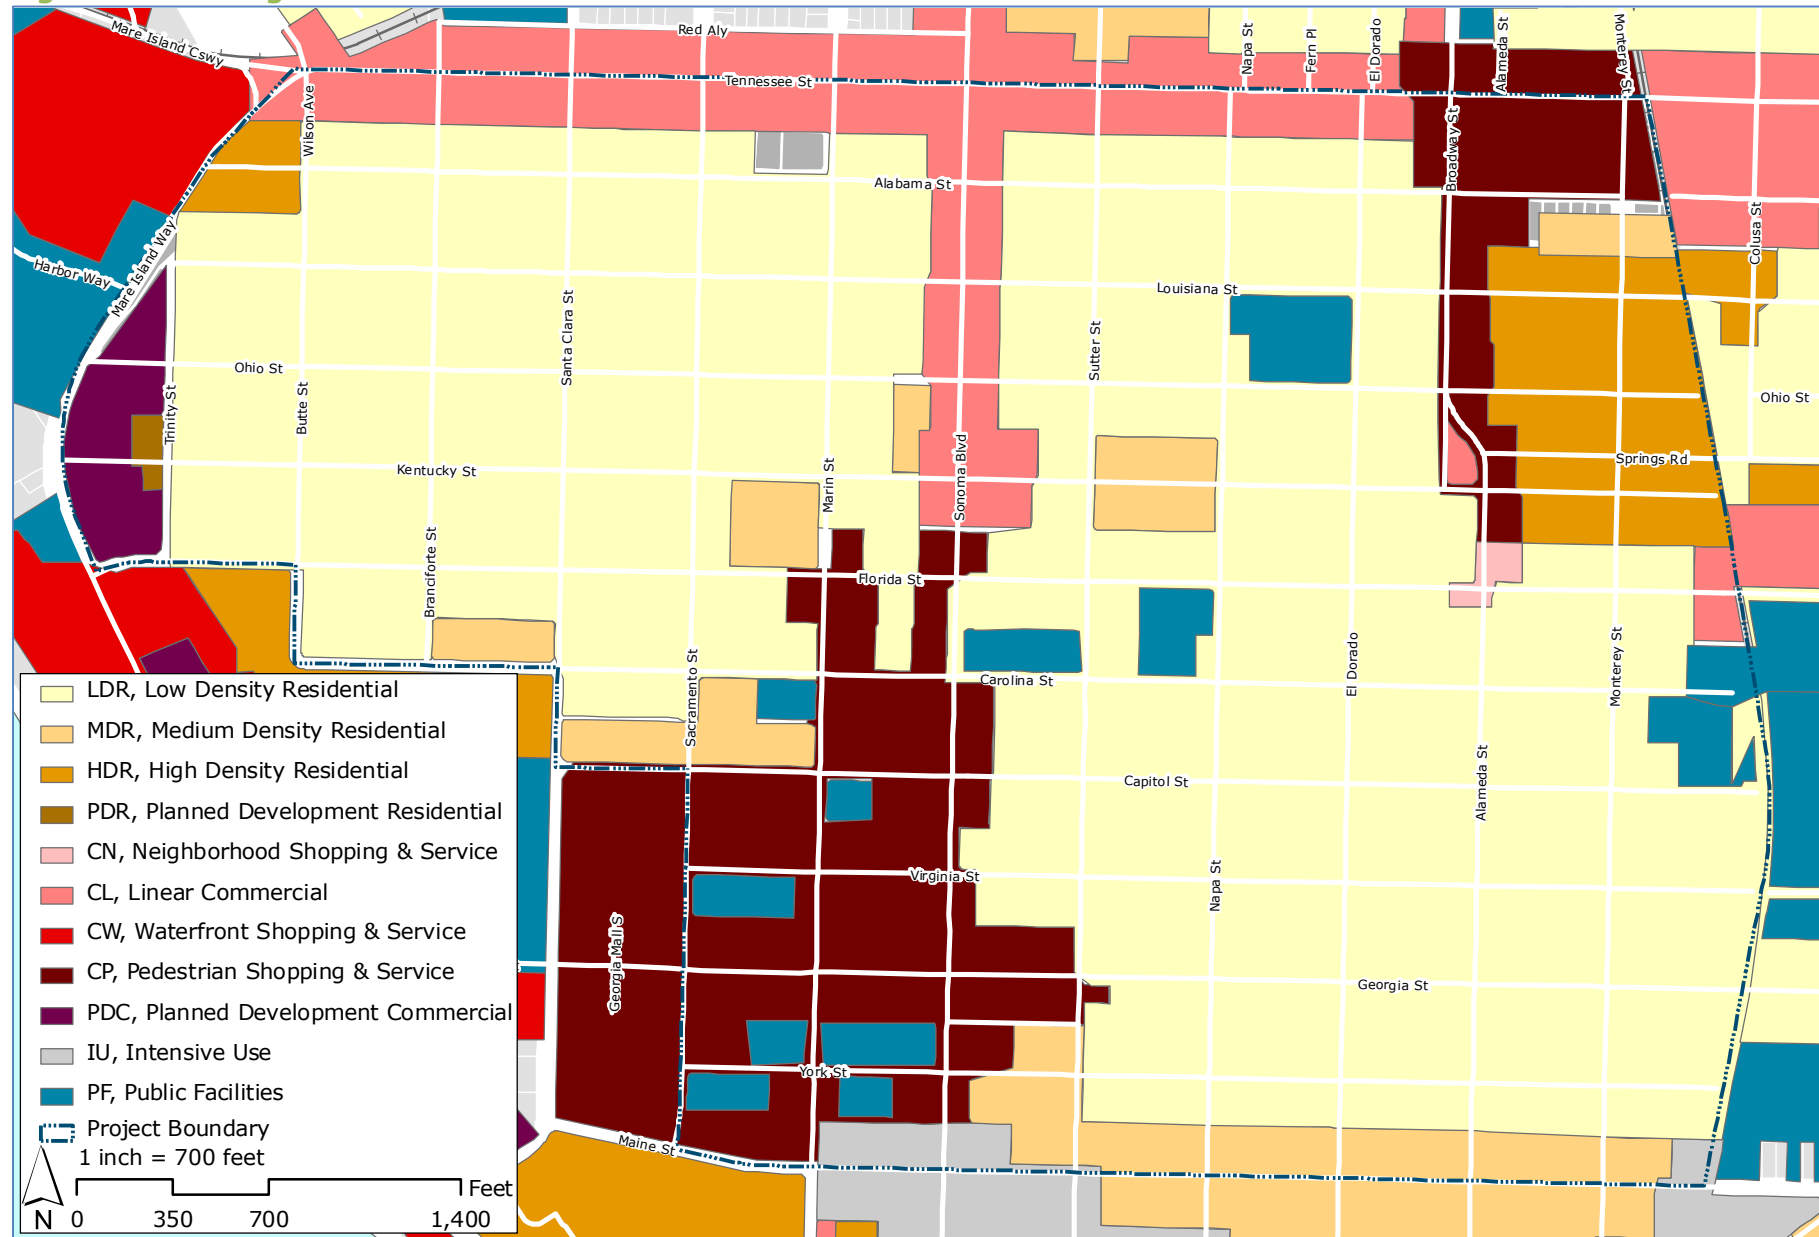 Mare Island Cswy
Red Aly
Napa St
Fern Pl
El Dorado
Alameda St
Monterey St
Tennessee St
Wilson Ave
Broadway St
Alabama St
Colusa St
Mare Island Way
Harbor Way
Louisiana St
Santa Clara St
Sutter St
Ohio St
Butte St
Trinity St
Ohio St
Kentucky St
Marin St
Sonoma Blvd
Springs Rd
Branciforte St
Florida St
El Dorado
Monterey St
Sacramento St
Carolina St
Capitol St
Alameda St
Virginia St
Napa St
Georgia Mall S
Georgia St
York St
Maine St
LDR, Low Density Residential
MDR, Medium Density Residential
HDR, High Density Residential
PDR, Planned Development Residential
CN, Neighborhood Shopping & Service
CL, Linear Commercial
CW, Waterfront Shopping & Service
CP, Pedestrian Shopping & Service
PDC, Planned Development Commercial
IU, Intensive Use
PF, Public Facilities
Project Boundary
1 inch = 700 feet
Feet
N 0 350 700 1,400